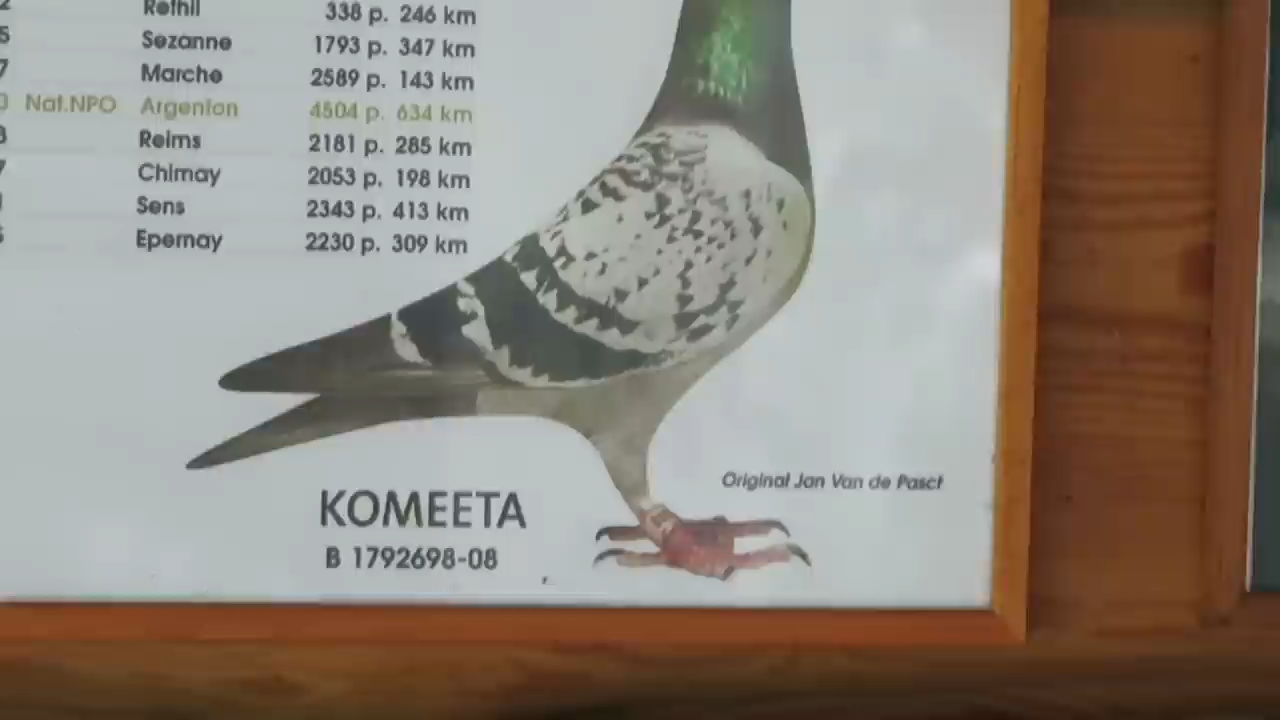 Rethil 338 p. 246 km
Sezanne 1793 p. 347 km
Marche 2589 p. 143 km
Nat.NPO Argenton 4504 p. 634 km
Reims 2181 p. 285 km
Chimay 2053 p. 198 km
Sens 2343 p. 413 km
Epernay 2230 p. 309 km
Original Jan Van de Pasch
KOMEETA
B 1792698-08